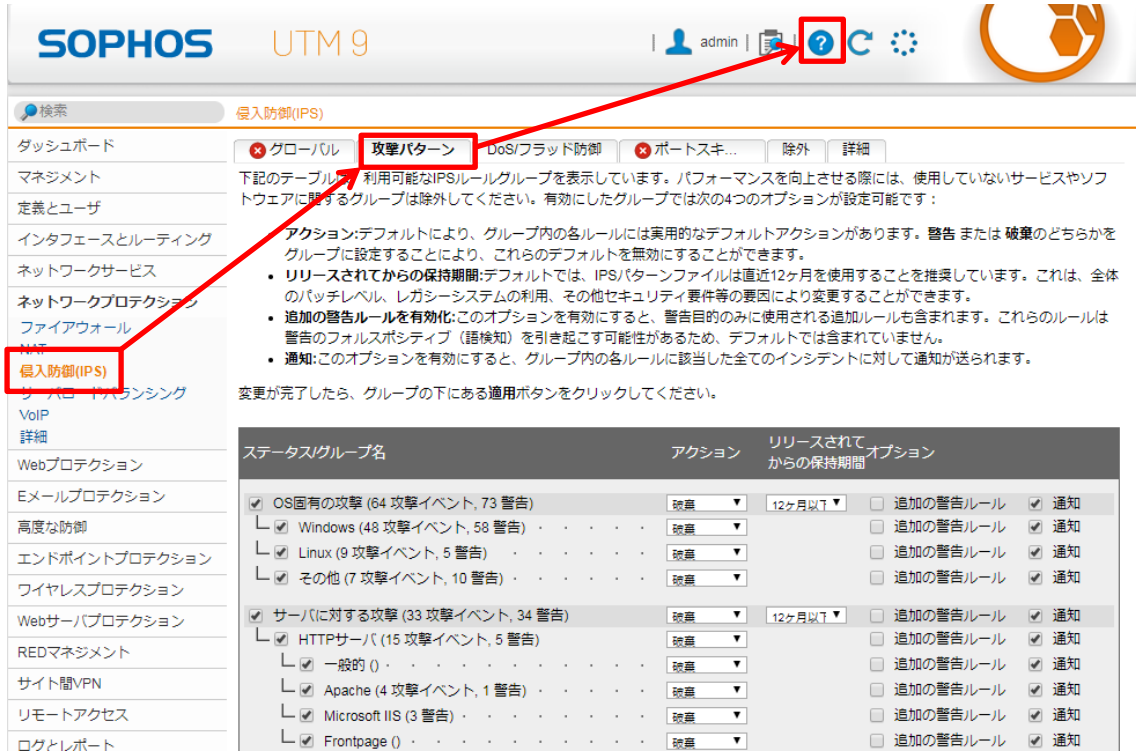 SOPHOS UTM 9
admin
検索
侵入防御(IPS)
ダッシュボード
マネジメント
定義とユーザ
インタフェースとルーティング
ネットワークサービス
ネットワークプロテクション
ファイアウォール
NAT
侵入防御(IPS)
サーバロードバランシング
VoIP
詳細
Webプロテクション
Eメールプロテクション
高度な防御
エンドポイントプロテクション
ワイヤレスプロテクション
Webサーバプロテクション
REDマネジメント
サイト間VPN
リモートアクセス
ログとレポート
グローバル 攻撃パターン DoS/フラッド防御 ポートスキ... 除外 詳細
下記のテーブルは、利用可能なIPSルールグループを表示しています。パフォーマンスを向上させる際には、使用していないサービスやソフ
トウェアに関するグループは除外してください。有効にしたグループでは次の4つのオプションが設定可能です：
アクション:デフォルトにより、グループ内の各ルールには実用的なデフォルトアクションがあります。警告 または 破棄のどちらかを
グループに設定することにより、これらのデフォルトを無効にすることができます。
• リリースされてからの保持期間:デフォルトでは、IPSパターンファイルは直近12ヶ月を使用することを推奨しています。これは、全体
のパッチレベル、レガシーシステムの利用、その他セキュリティ要件等の要因により変更することができます。
• 追加の警告ルールを有効化:このオプションを有効にすると、警告目的のみに使用される追加ルールも含まれます。これらのルールは
警告のフォルスポシティブ（誤検知）を引き起こす可能性があるため、デフォルトでは含まれていません。
• 通知:このオプションを有効にすると、グループ内の各ルールに該当した全てのインシデントに対して通知が送られます。
変更が完了したら、グループの下にある適用ボタンをクリックしてください。
ステータス/グループ名 アクション リリースされて オプション
からの保持期間
OS固有の攻撃 (64 攻撃イベント, 73 警告) 破棄 12ヶ月以下 追加の警告ルール 通知
Windows (48 攻撃イベント, 58 警告) · · · · · 破棄 追加の警告ルール 通知
Linux (9 攻撃イベント, 5 警告) · · · · · · 破棄 追加の警告ルール 通知
その他 (7 攻撃イベント, 10 警告) · · · · · · 破棄 追加の警告ルール 通知
サーバに対する攻撃 (33 攻撃イベント, 34 警告) 破棄 12ヶ月以下 追加の警告ルール 通知
HTTPサーバ (15 攻撃イベント, 5 警告) 破棄 追加の警告ルール 通知
一般的 () · · · · · · · · · · 破棄 追加の警告ルール 通知
Apache (4 攻撃イベント, 1 警告) · · · · · 破棄 追加の警告ルール 通知
Microsoft IIS (3 警告) · · · · · · · · 破棄 追加の警告ルール 通知
Frontpage () · · · · · · · · · 破棄 追加の警告ルール 通知